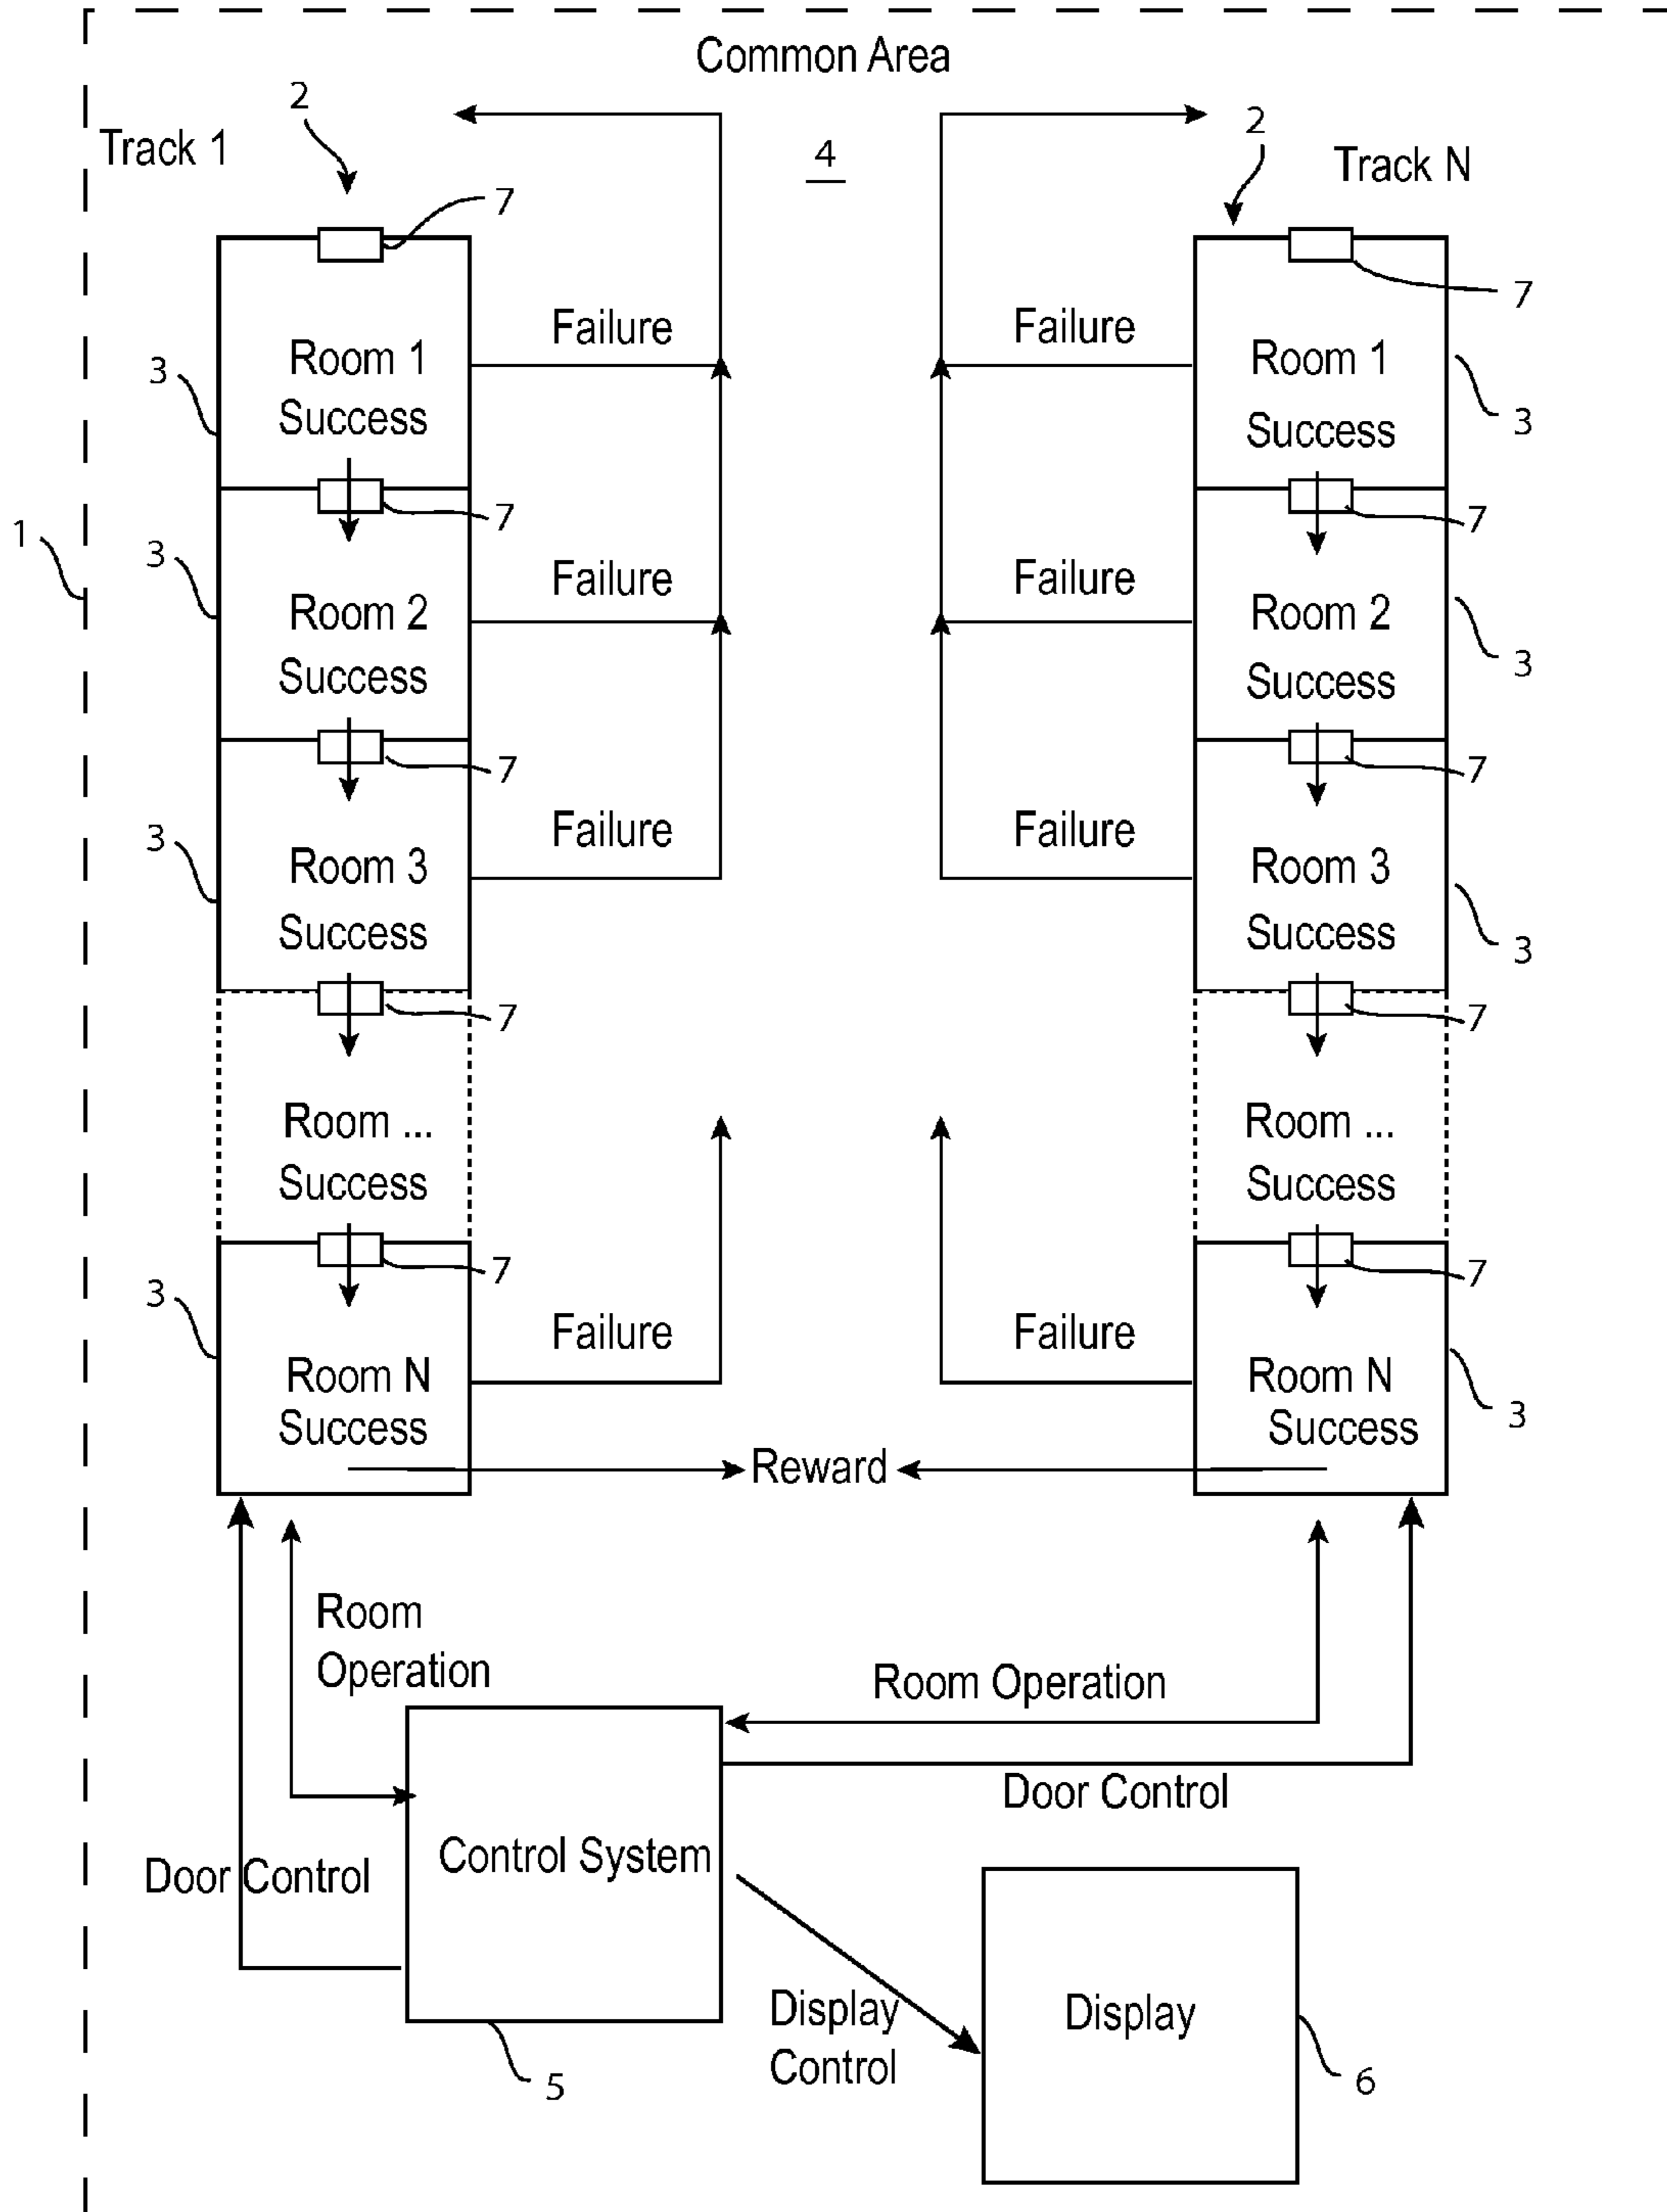 Common Area
2
Track 1
4
2
Track N
7
7
Failure
Failure
Room 1
Success
Room 1
Success
3
3
7
7
1
3
Failure
Failure
Room 2
Success
Room 2
Success
3
7
7
3
Failure
Failure
Room 3
Success
Room 3
Success
3
7
7
Room ...
Success
Room ...
Success
7
7
3
Failure
Failure
Room N
Success
Room N
Success
3
Reward
Room
Operation
Room Operation
Door Control
Door Control
Control System
Display
Control
Display
5
6